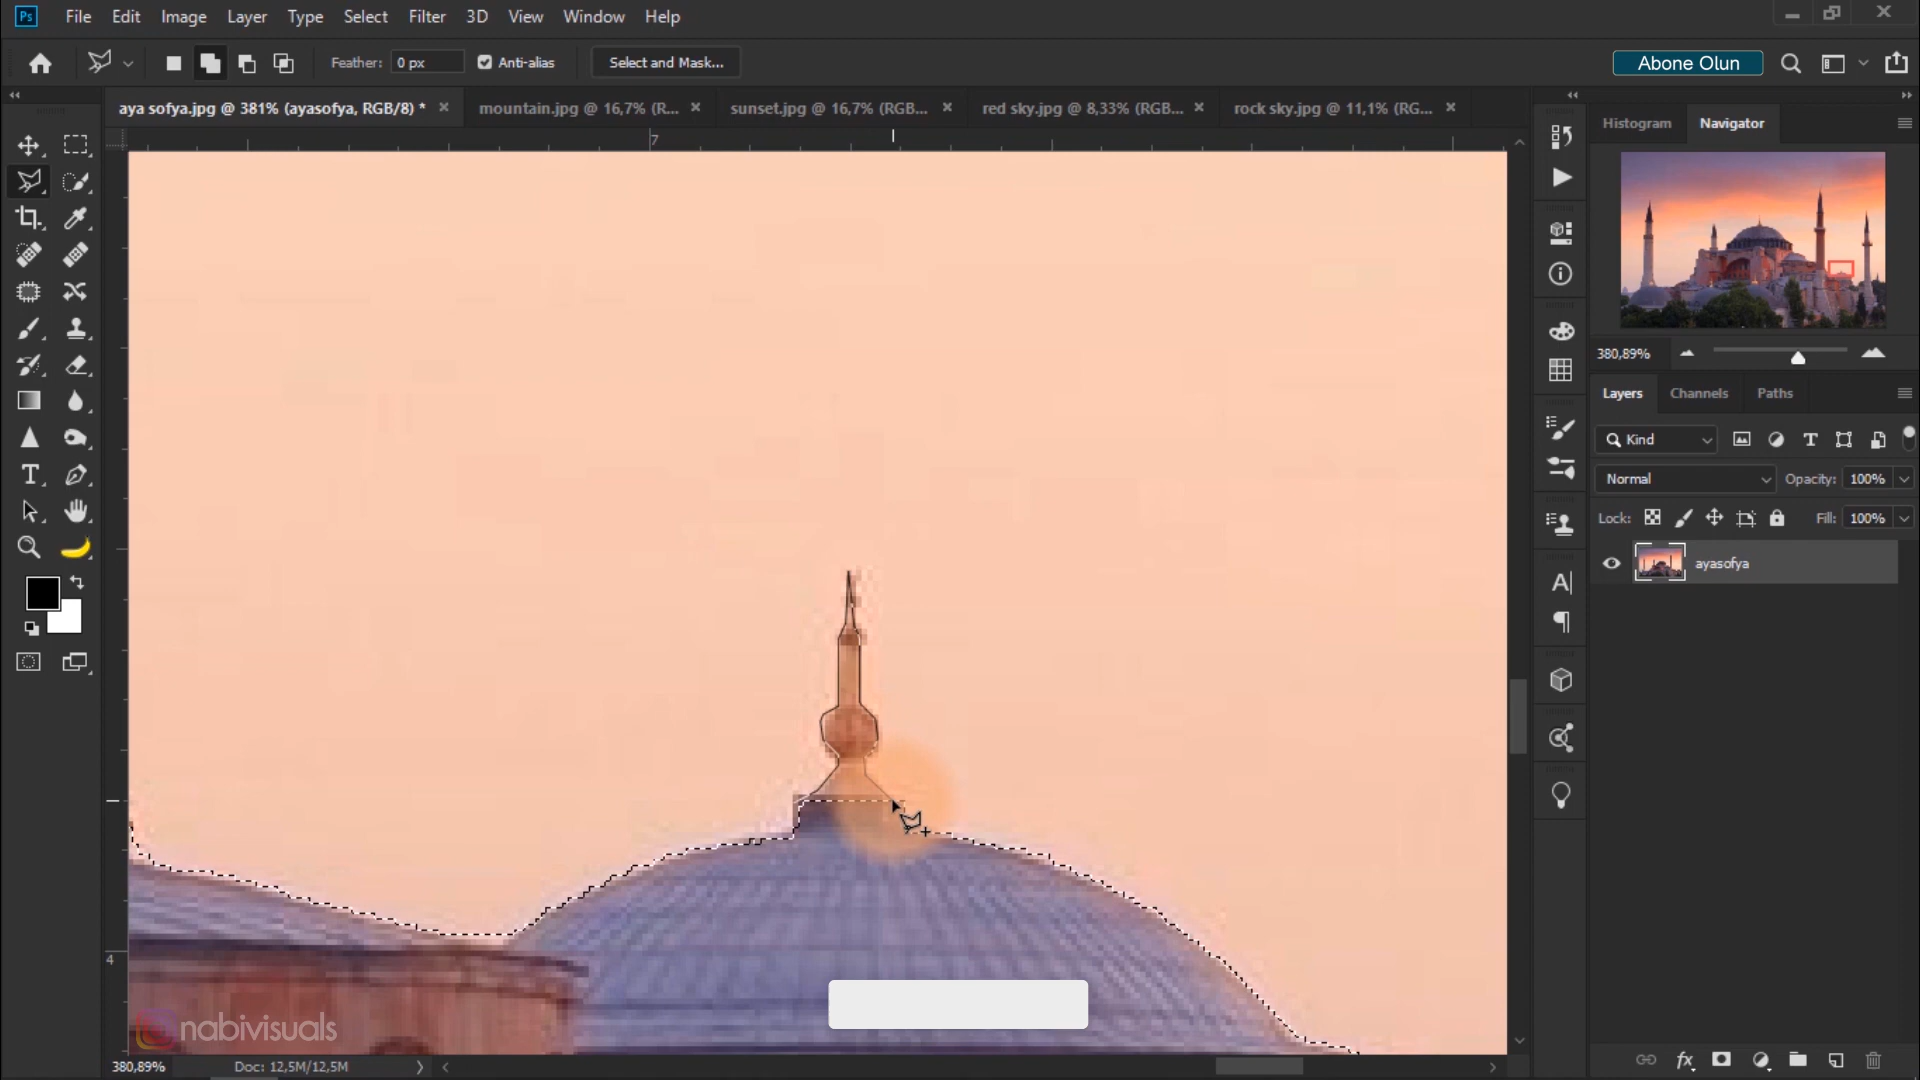 Ps File Edit Image Layer Type Select Filter 3D View Window Help
Feather: 0 px Anti-alias Select and Mask... Abone Olun
aya sofya.jpg @ 381% (ayasofya, RGB/8) * mountain.jpg @ 16,7% (R... sunset.jpg @ 16,7% (RGB... red sky.jpg @ 8,33% (RGB... rock sky.jpg @ 11,1% (RG...
Histogram Navigator
7
380,89%
Layers Channels Paths
Kind
Normal Opacity: 100%
Lock: Fill: 100%
ayasofya
4
nabivisuals
380,89% Doc: 12,5M/12,5M